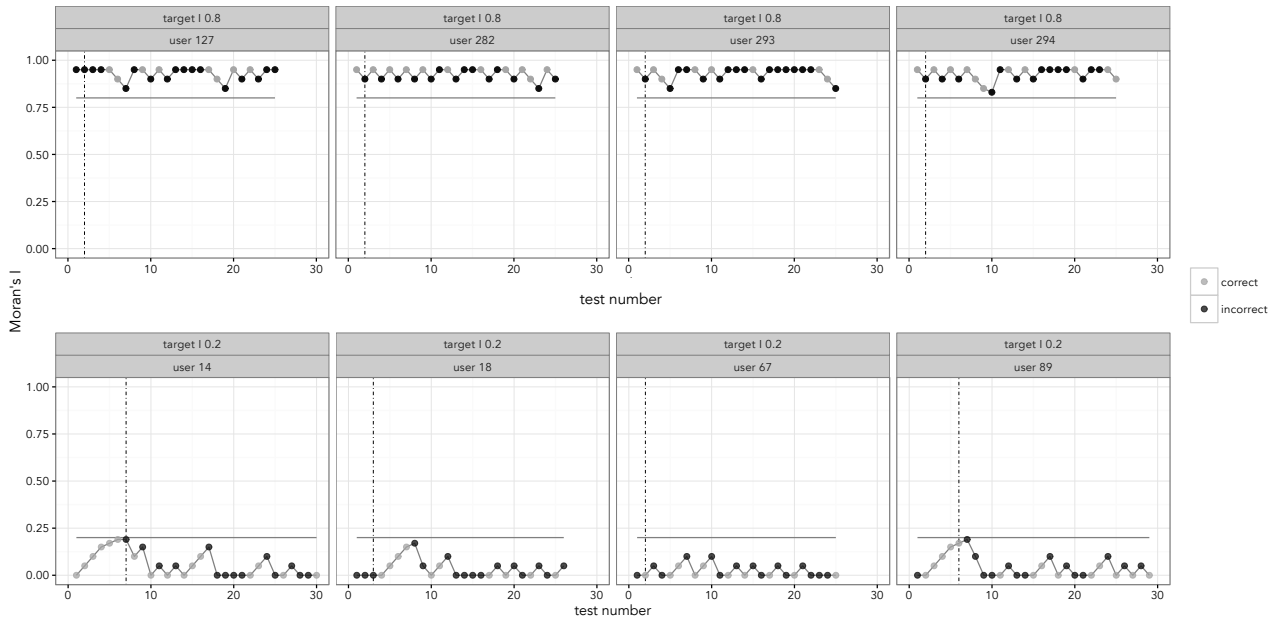 target I 0.8 target I 0.8 target I 0.8 target I 0.8
user 127 user 282 user 293 user 294
1.00
0.75
0.50
0.25
0.00
0 10 20 30 0 10 20 30 0 10 20 30 0 10 20 30
test number
Moran's I
correct
incorrect
target I 0.2 target I 0.2 target I 0.2 target I 0.2
user 14 user 18 user 67 user 89
1.00
0.75
0.50
0.25
0.00
0 10 20 30 0 10 20 30 0 10 20 30 0 10 20 30
test number